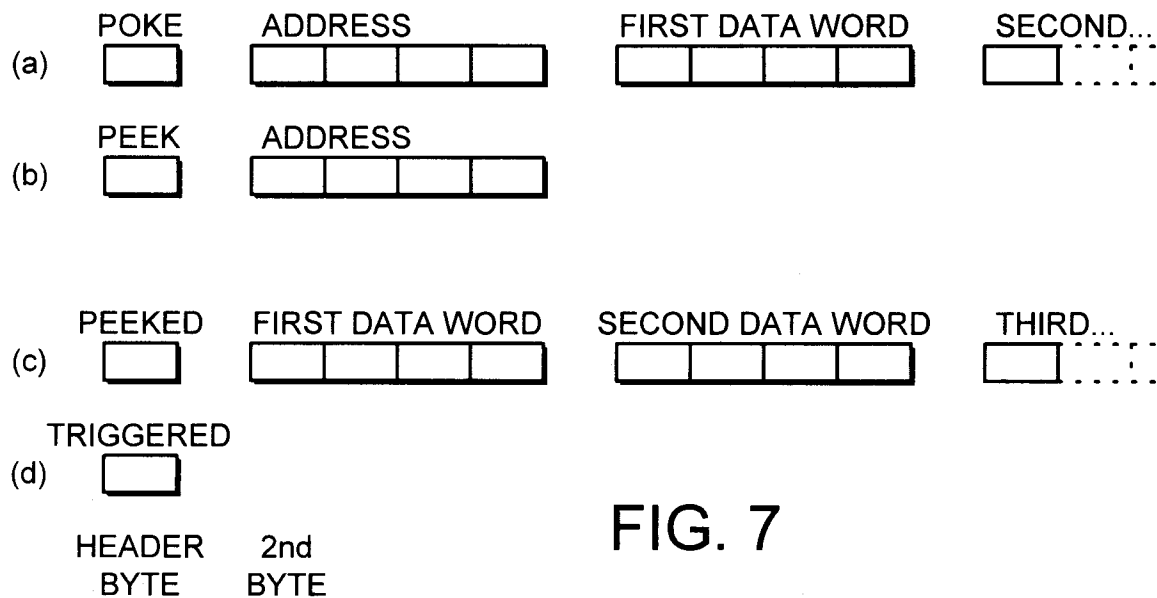 POKE ADDRESS FIRST DATA WORD SECOND...
(a)
PEEK ADDRESS
(b)
PEEKED FIRST DATA WORD SECOND DATA WORD THIRD...
(c)
TRIGGERED
(d)
FIG. 7
HEADER 2nd
BYTE BYTE